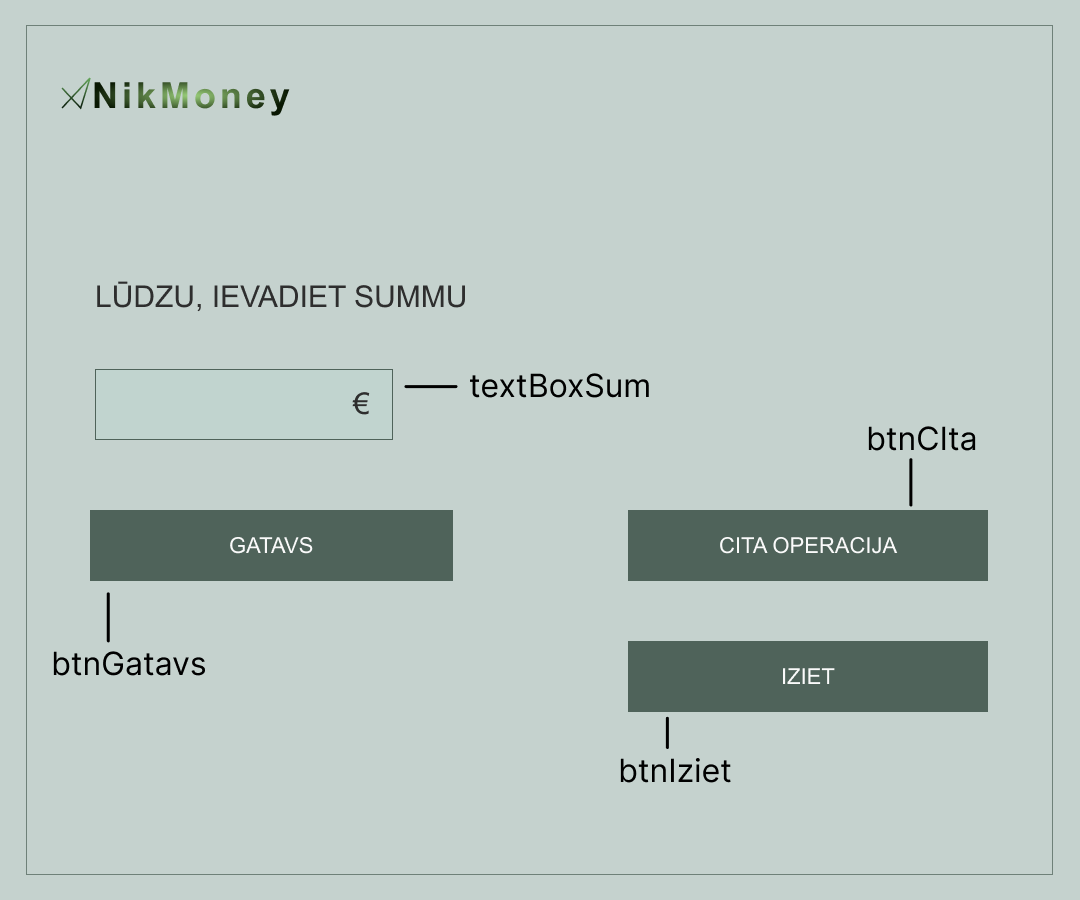 NikMoney
LŪDZU, IEVADIET SUMMU
€
textBoxSum
btnCIta
GATAVS
CITA OPERACIJA
btnGatavs
IZIET
btnIziet